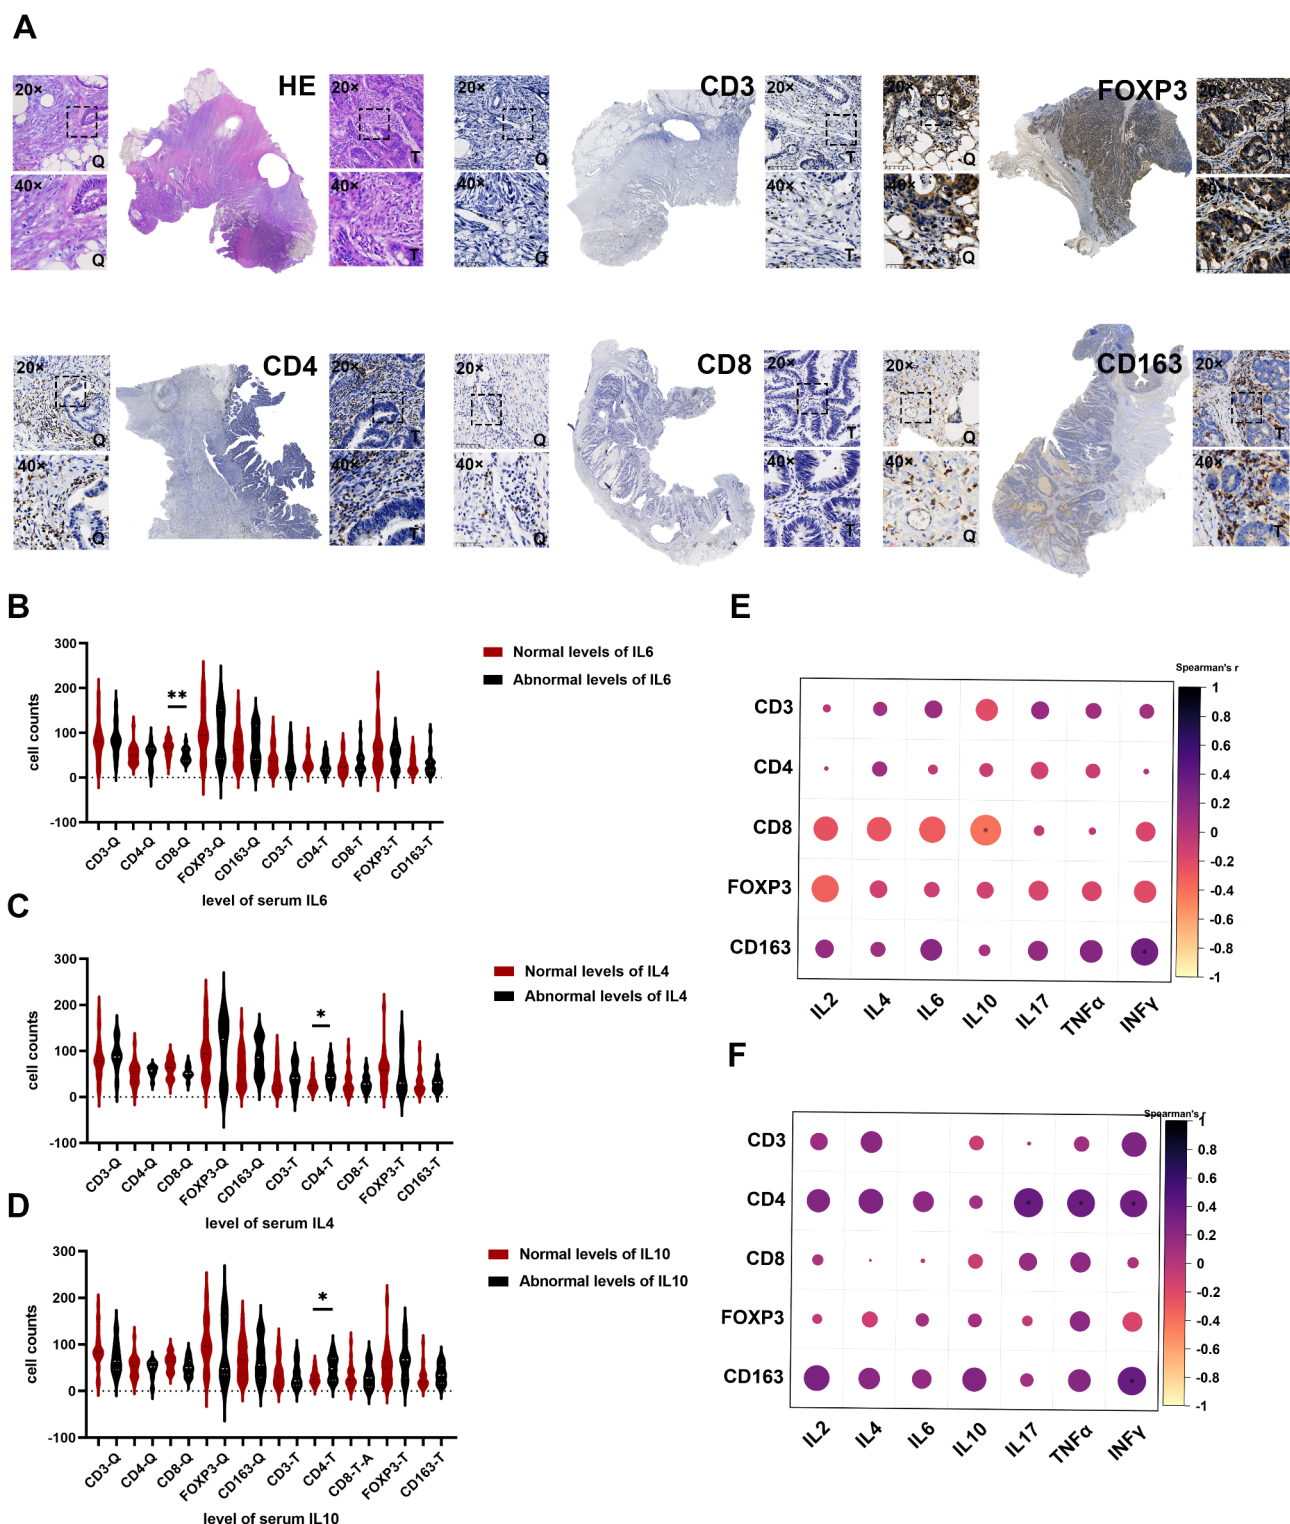 A
HE
CD3
FOXP3
20×
Q
20×
T
20×
Q
20×
T
20×
Q
20×
T
40×
Q
40×
T
40×
Q
40×
T
40×
Q
40×
T
CD4
CD8
CD163
20×
Q
20×
T
20×
Q
20×
T
20×
Q
20×
T
40×
Q
40×
T
40×
Q
40×
T
40×
Q
40×
T
B
300
200
100
0
-100
cell counts
**
CD3-Q
CD4-Q
CD8-Q
FOXP3-Q
CD163-Q
CD3-T
CD4-T
CD8-T
FOXP3-T
CD163-T
level of serum IL6
Normal levels of IL6
Abnormal levels of IL6
C
300
200
100
0
-100
cell counts
*
CD3-Q
CD4-Q
CD8-Q
FOXP3-Q
CD163-Q
CD3-T
CD4-T
CD8-T
FOXP3-T
CD163-T
level of serum IL4
Normal levels of IL4
Abnormal levels of IL4
D
300
200
100
0
-100
cell counts
*
CD3-Q
CD4-Q
CD8-Q
FOXP3-Q
CD163-Q
CD3-T
CD4-T
CD8-T-A
FOXP3-T
CD163-T
level of serum IL10
Normal levels of IL10
Abnormal levels of IL10
E
Spearman's r
CD3
CD4
CD8
*
FOXP3
CD163
*
IL2
IL4
IL6
IL10
IL17
TNFα
INFγ
1
0.8
0.6
0.4
0.2
0
-0.2
-0.4
-0.6
-0.8
-1
F
Spearman's r
CD3
CD4
* * *
CD8
FOXP3
CD163
*
IL2
IL4
IL6
IL10
IL17
TNFα
INFγ
1
0.8
0.6
0.4
0.2
0
-0.2
-0.4
-0.6
-0.8
-1